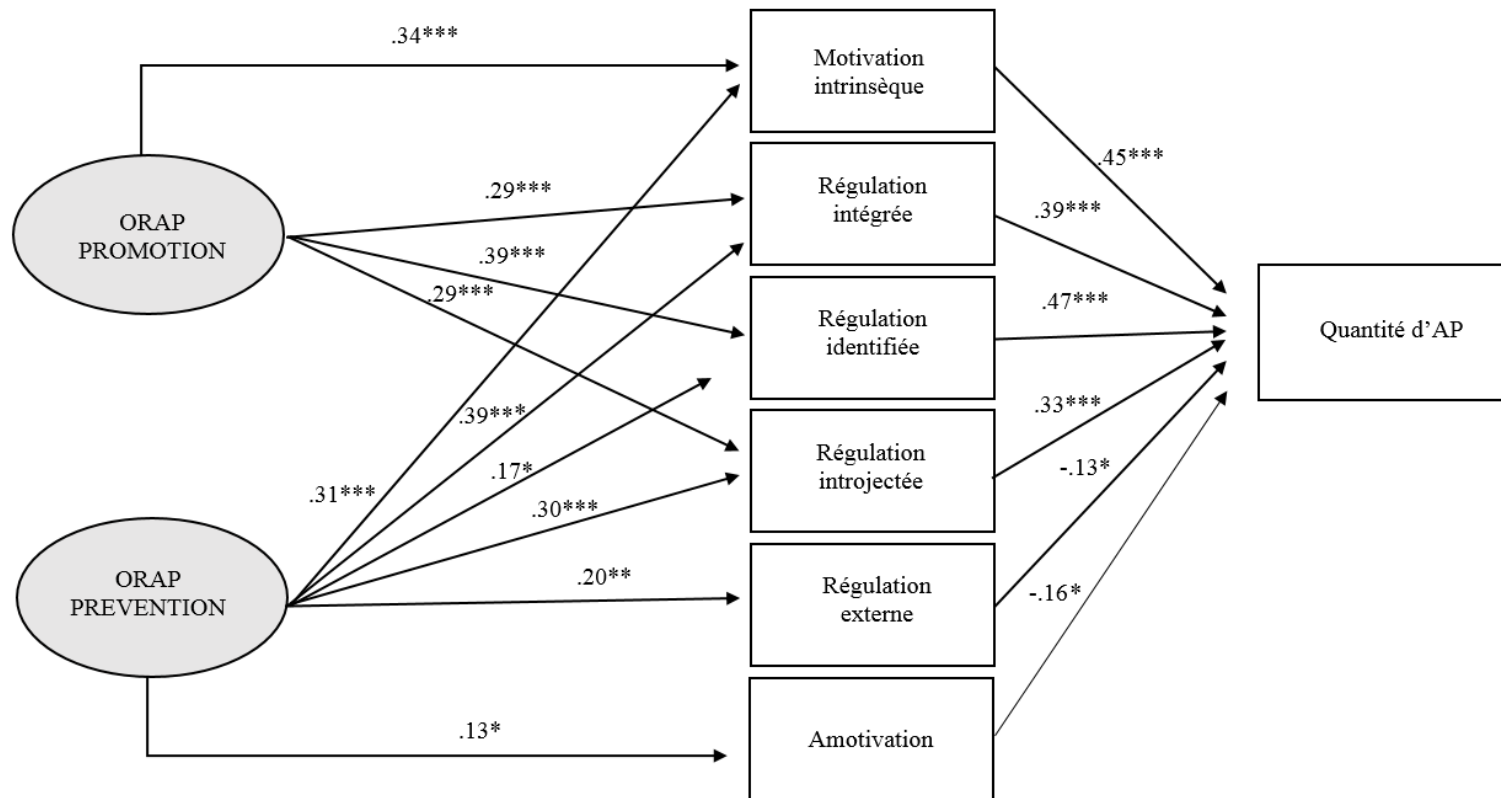 .34***
Motivation
intrinsèque
.45***
ORAP
PROMOTION
.29***
Régulation
intégrée
.39***
.39***
.29***
Régulation
identifiée
.47***
Quantité d’AP
.39***
.17*
.31***
.30***
Régulation
introjectée
.33***
-.13*
ORAP
PREVENTION
.20**
Régulation
externe
-.16*
.13*
Amotivation